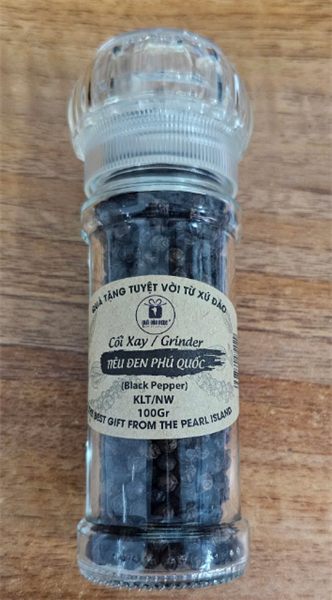 QUÀ TẶNG TUYỆT VỜI TỪ XỨ ĐẢO
Cối Xay / Grinder
TIÊU ĐEN PHÚ QUỐC
(Black Pepper)
KLT/NW
100Gr
BEST GIFT FROM THE PEARL ISLAND